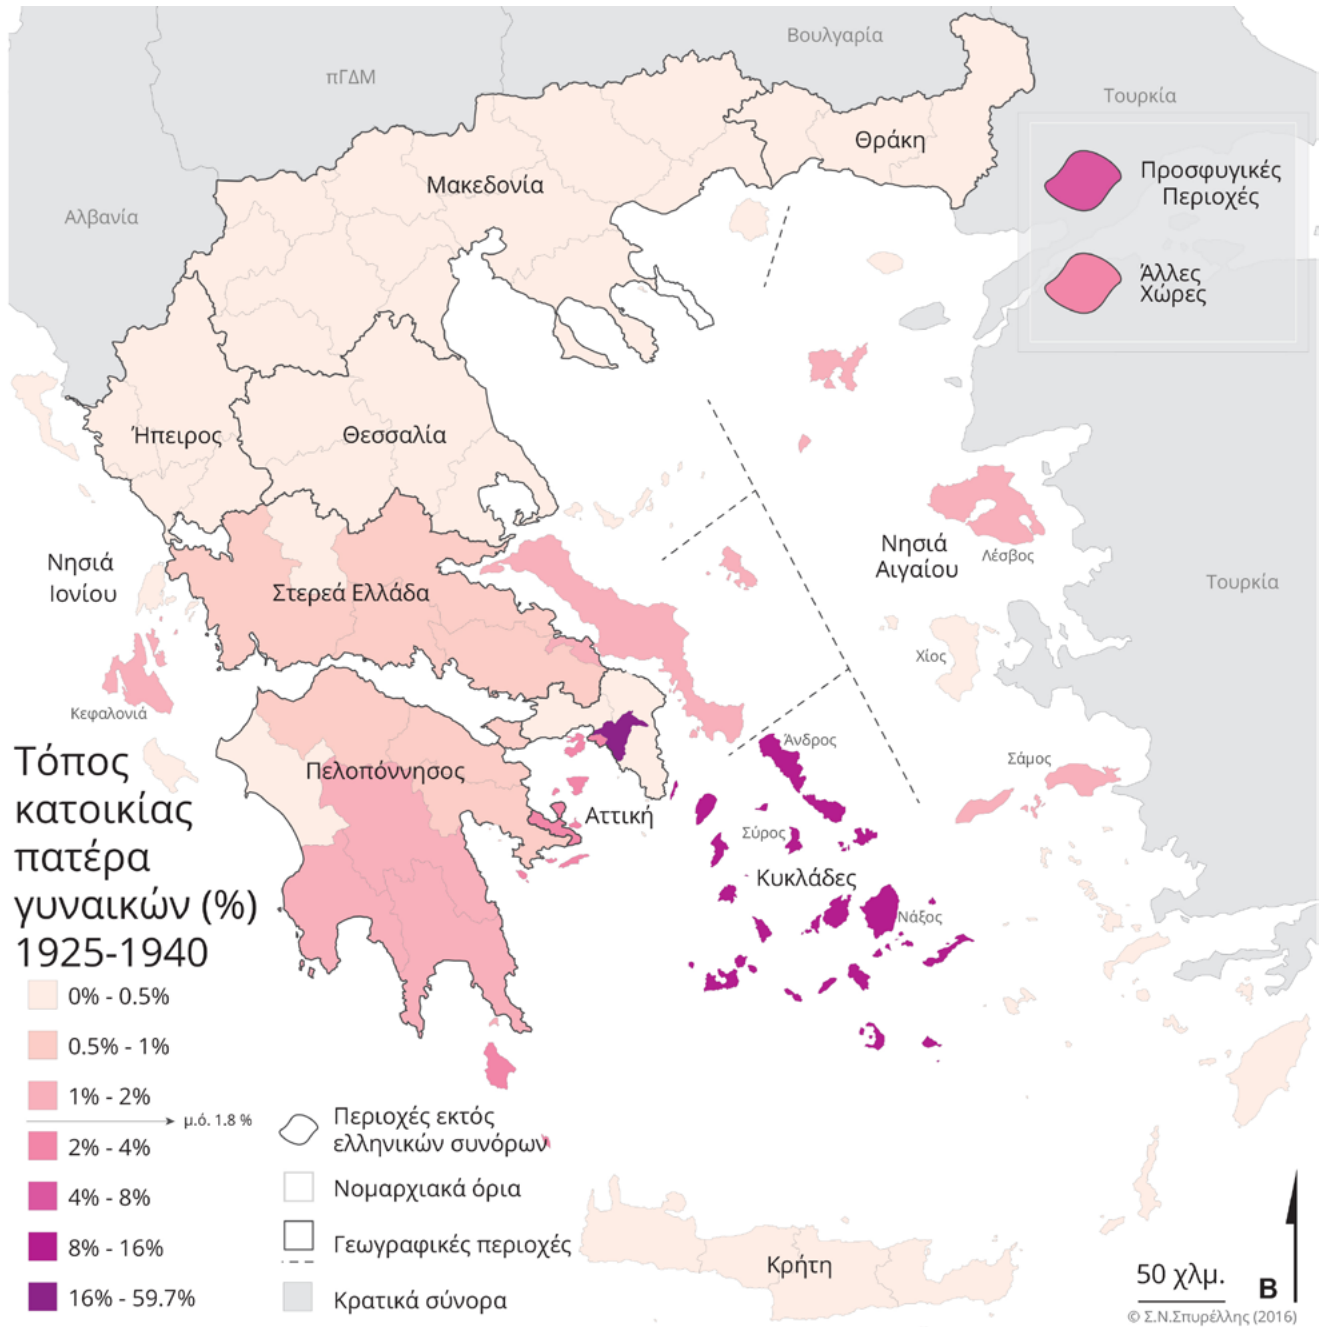 Βουλγαρία
πΓΔΜ
Τουρκία
Θράκη
Προσφυγικές
Περιοχές
Μακεδονία
Αλβανία
Άλλες
Χώρες
Ήπειρος
Θεσσαλία
Νησιά
Ιονίου
Νησιά
Αιγαίου
Λέσβος
Στερεά Ελλάδα
Τουρκία
Χίος
Κεφαλονιά
Άνδρος
Σάμος
Πελοπόννησος
Αττική
Σύρος
Κυκλάδες
Νάξος
Τόπος
κατοικίας
πατέρα
γυναικών (%)
1925-1940
0% - 0.5%
0.5% - 1%
1% - 2%
μ.ό. 1.8 %
2% - 4%
4% - 8%
8% - 16%
16% - 59.7%
Περιοχές εκτός
ελληνικών συνόρων
Νομαρχιακά όρια
Γεωγραφικές περιοχές
Κρατικά σύνορα
Κρήτη
50 χλμ.
Β
© Σ.Ν.Σπυρέλλης (2016)